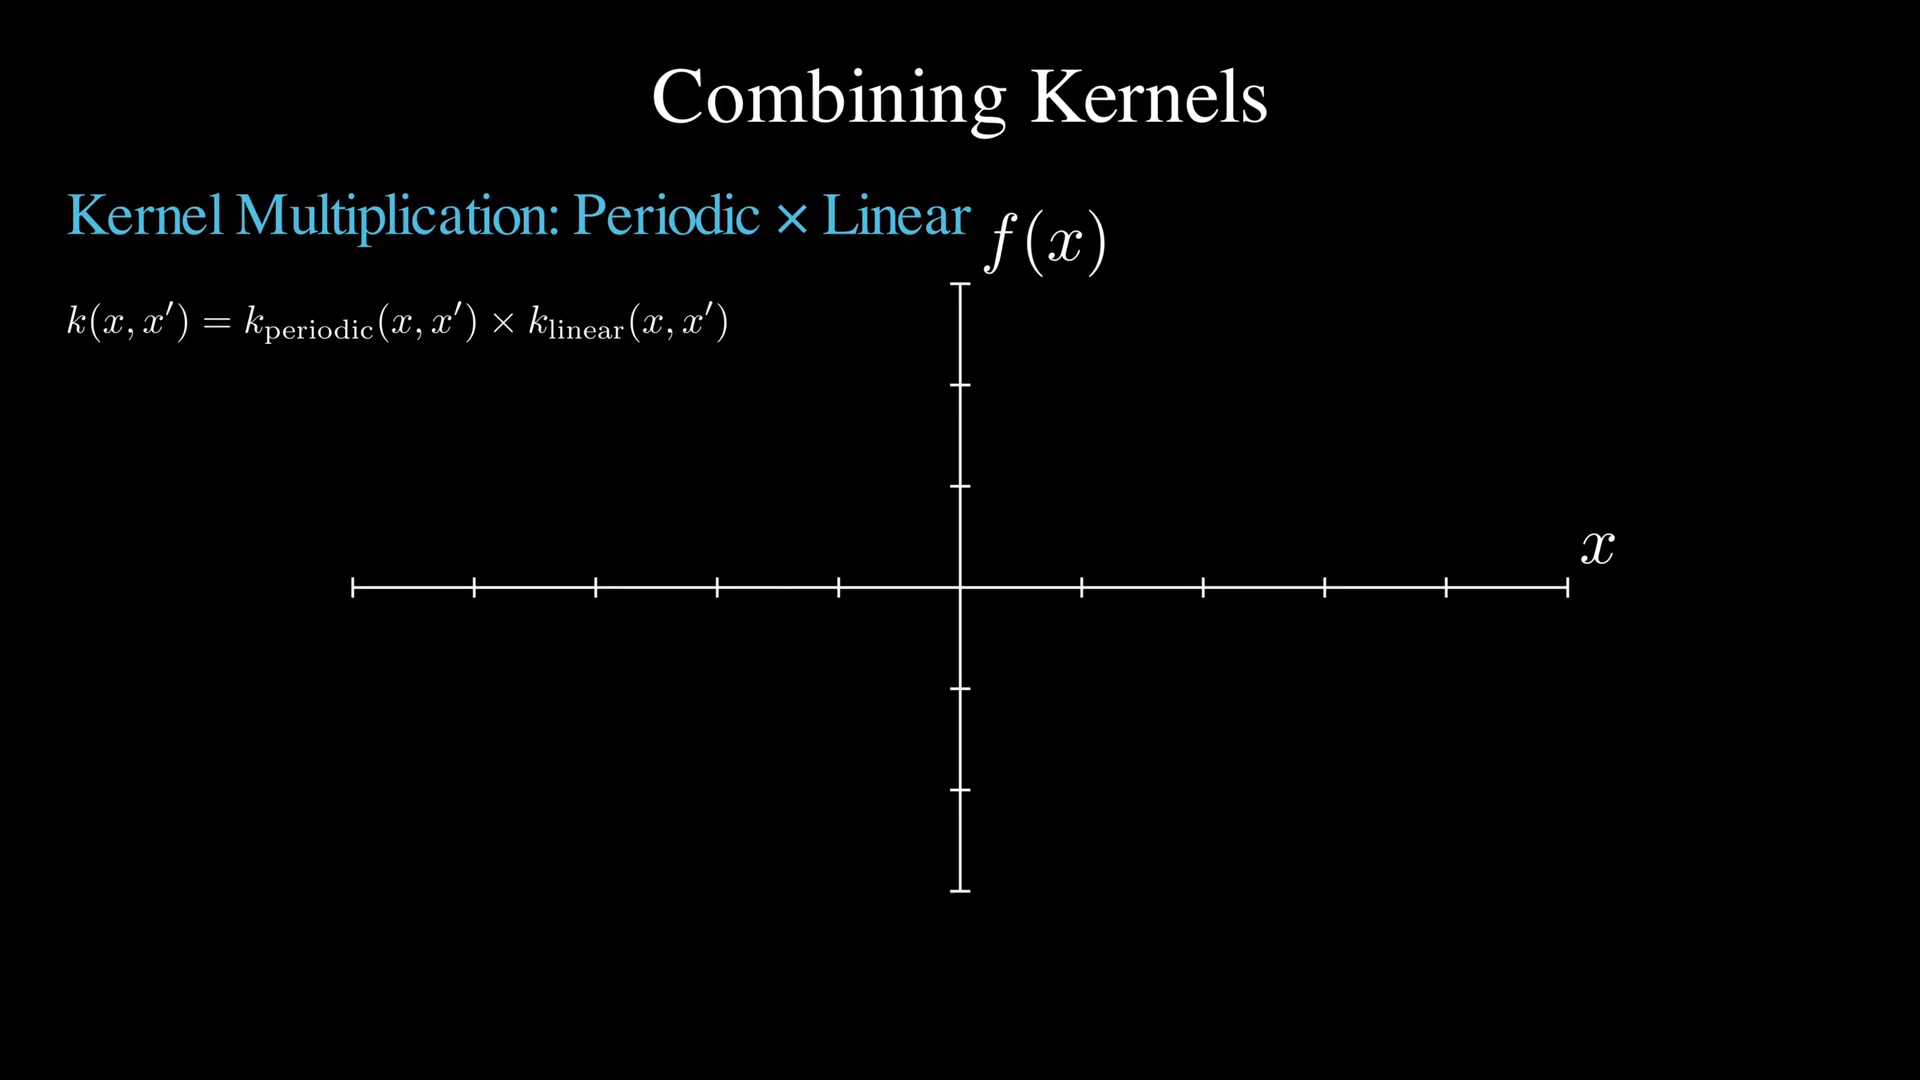 Combining Kernels
Kernel Multiplication: Periodic × Linear
f(x)
k(x, x′) = k_periodic(x, x′) × k_linear(x, x′)
x